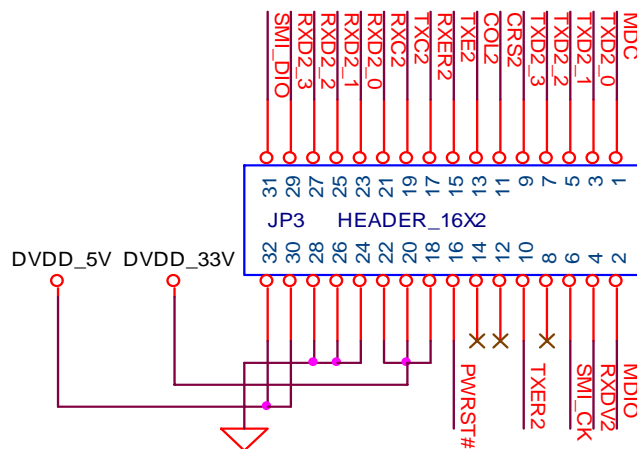 SMI_DIO
RXD2_3
RXD2_2
RXD2_1
RXD2_0
RXC2
TXC2
RXER2
TXE2
COL2
CRS2
TXD2_3
TXD2_2
TXD2_1
TXD2_0
MDC
31 29 27 25 23 21 19 17 15 13 11 9 7 5 3 1
JP3 HEADER_16X2
32 30 28 26 24 22 20 18 16 14 12 10 8 6 4 2
DVDD_5V DVDD_33V
PWRST#
TXER2
SMI_CK
RXDV2
MDIO